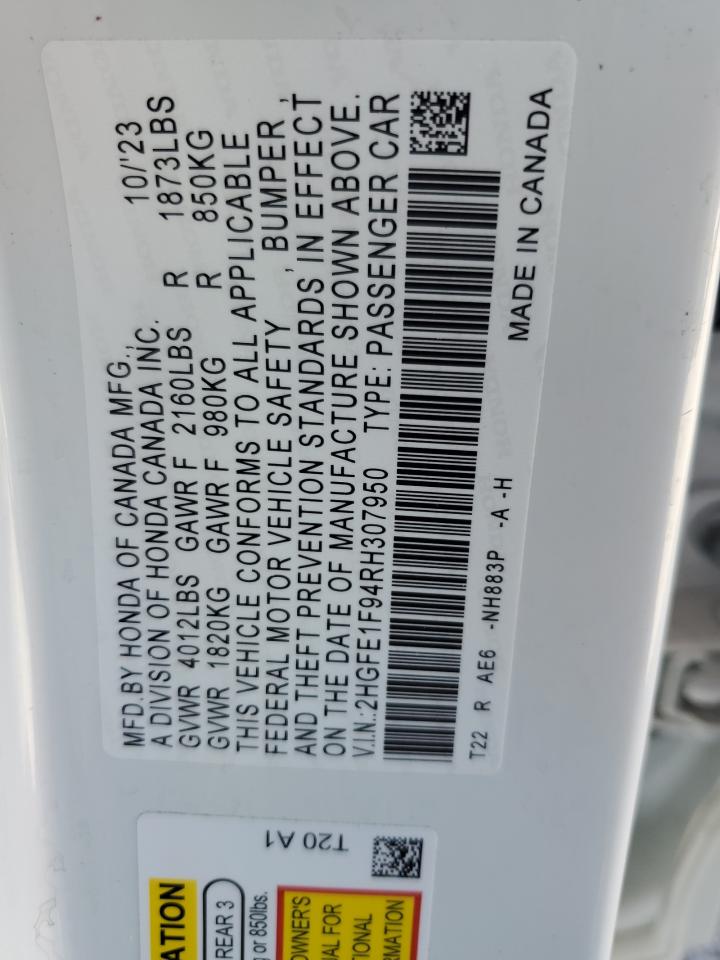 MFD.BY HONDA OF CANADA MFG., 10/'23
A DIVISION OF HONDA CANADA INC.
GVWR 4012LBS GAWR F 2160LBS R 1873LBS
GVWR 1820KG GAWR F 980KG R 850KG
THIS VEHICLE CONFORMS TO ALL APPLICABLE
FEDERAL MOTOR VEHICLE SAFETY , BUMPER ,
AND THEFT PREVENTION STANDARDS IN EFFECT
ON THE DATE OF MANUFACTURE SHOWN ABOVE.
V.I.N.:2HGFE1F94RH307950 TYPE: PASSENGER CAR
T22 R AE6 -NH883P -A -H
MADE IN CANADA
T20 A1
ATION
REAR 3
or 850lbs.
OWNER'S
FOR
MATION